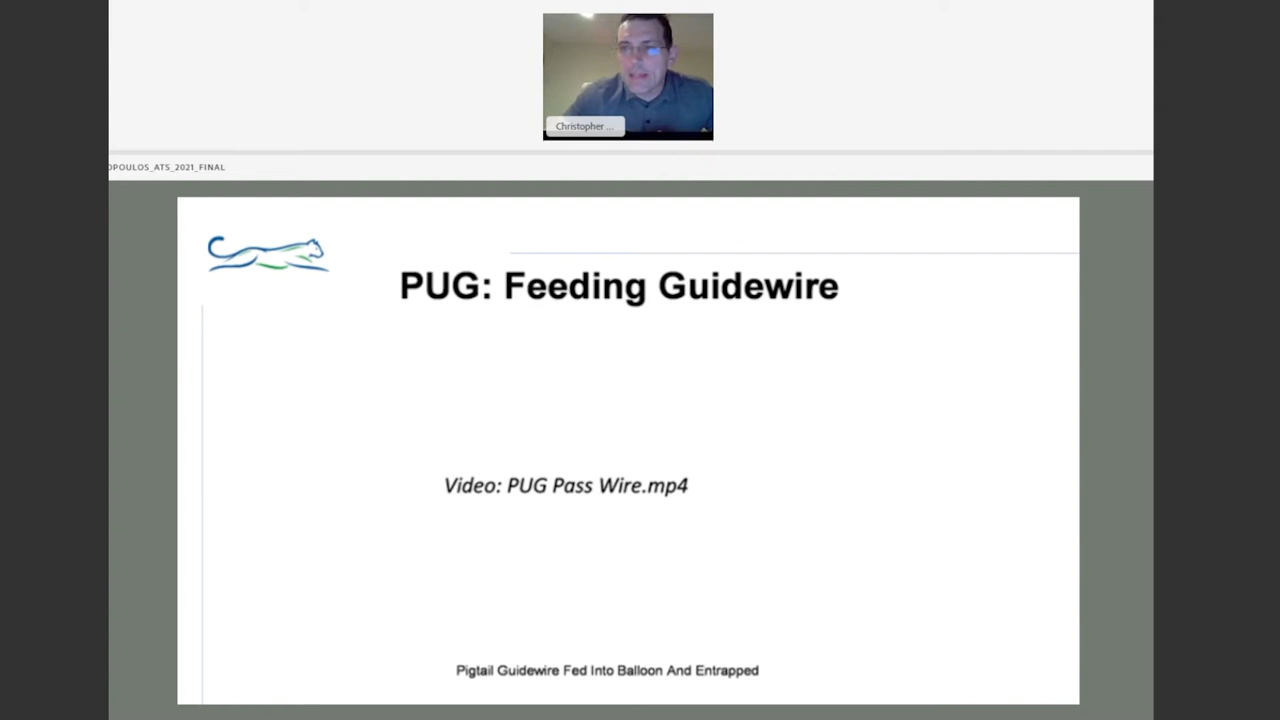 Christopher ...
OPOULOS_ATS_2021_FINAL
PUG: Feeding Guidewire
Video: PUG Pass Wire.mp4
Pigtail Guidewire Fed Into Balloon And Entrapped